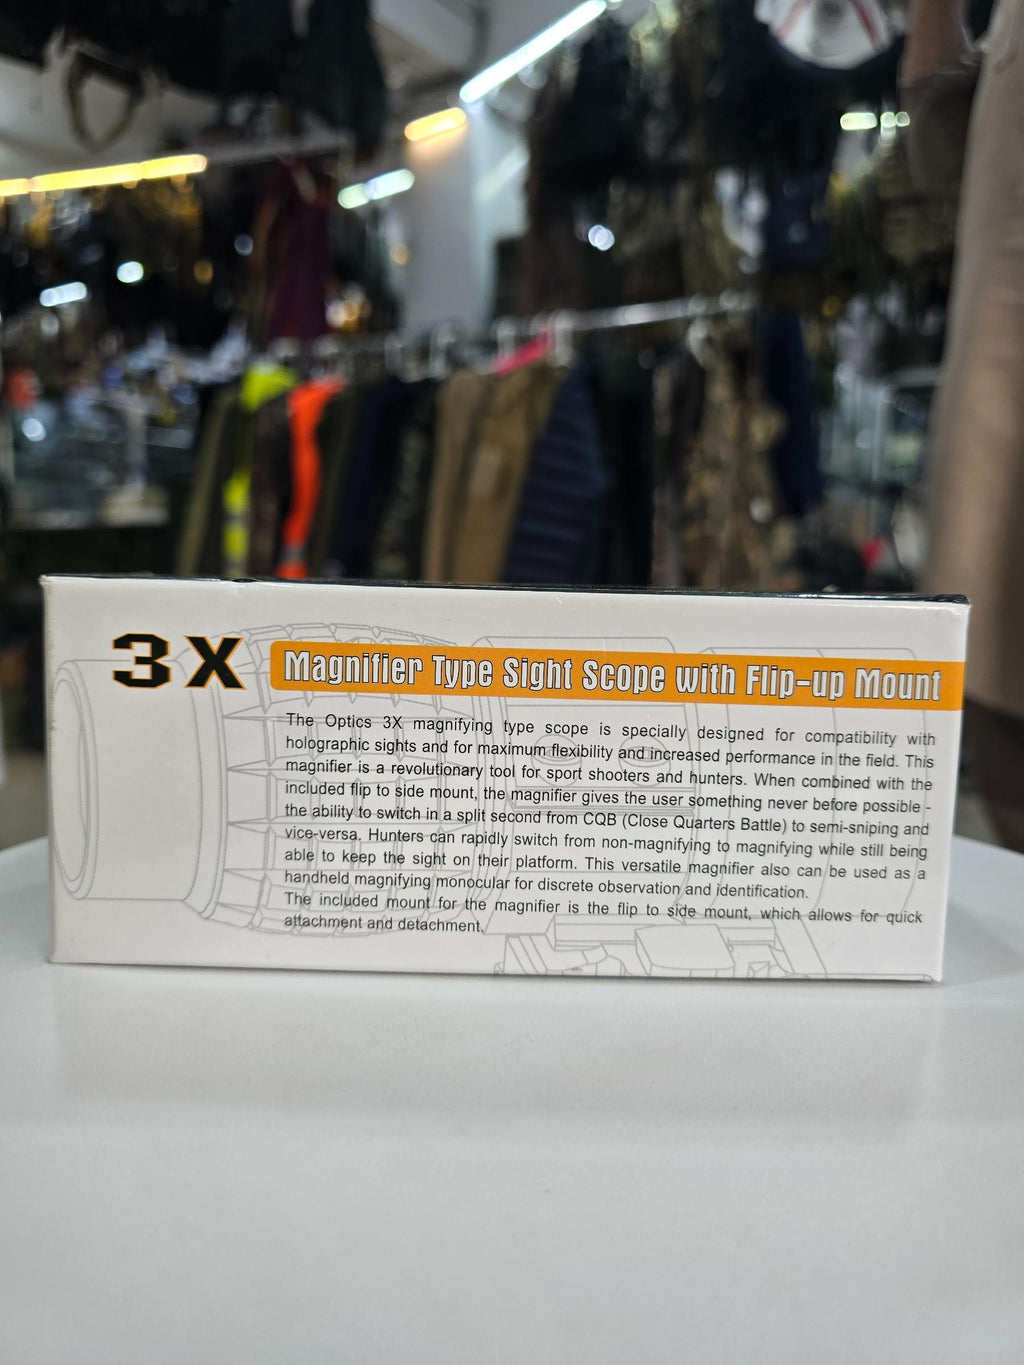 3X Magnifier Type Sight Scope with Flip-up Mount
The Optics 3X magnifying type scope is specially designed for compatibility with
holographic sights and for maximum flexibility and increased performance in the field. This
magnifier is a revolutionary tool for sport shooters and hunters. When combined with the
included flip to side mount, the magnifier gives the user something never before possible -
the ability to switch in a split second from CQB (Close Quarters Battle) to semi-sniping and
vice-versa. Hunters can rapidly switch from non-magnifying to magnifying while still being
able to keep the sight on their platform. This versatile magnifier also can be used as a
handheld magnifying monocular for discrete observation and identification.
The included mount for the magnifier is the flip to side mount, which allows for quick
attachment and detachment.